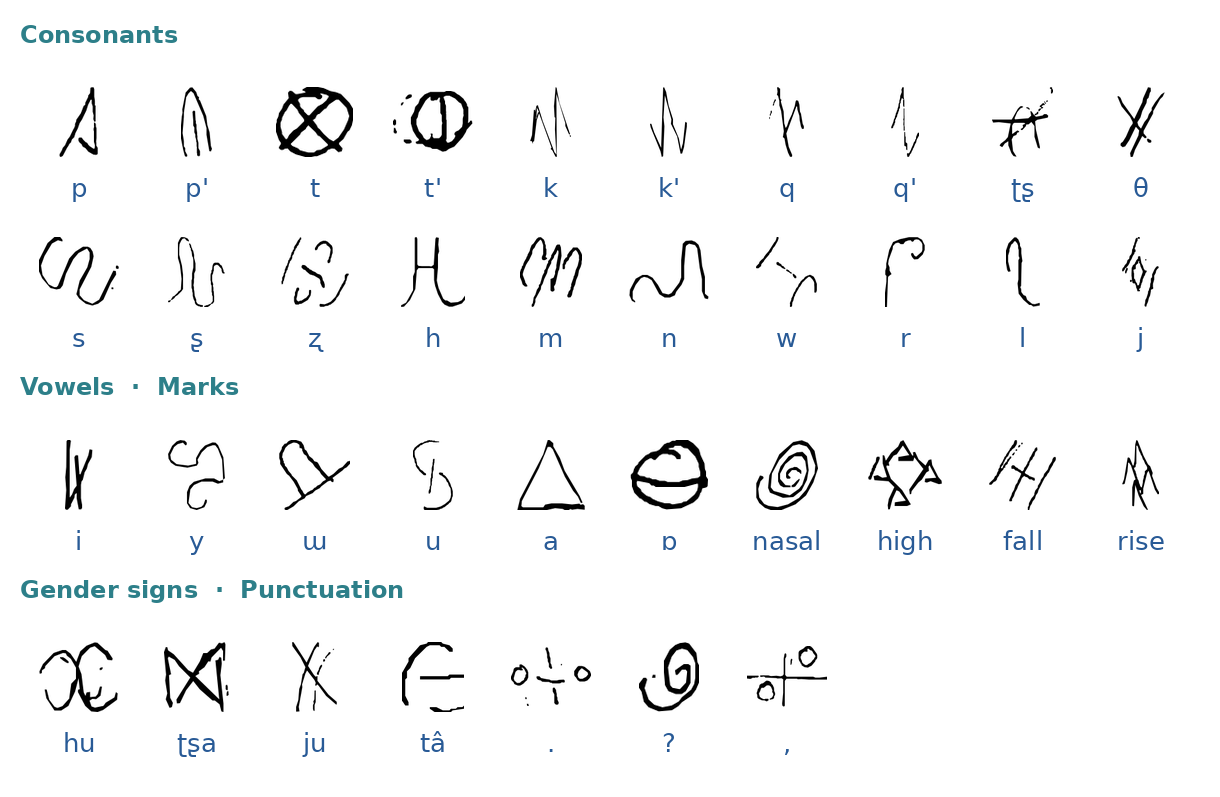 Consonants
p p' t t' k k' q q' ʈʂ θ
s ʂ ʐ h m n w r l j
Vowels · Marks
i y ɯ u a ɒ nasal high fall rise
Gender signs · Punctuation
hu ʈʂa ju tâ . ? ,